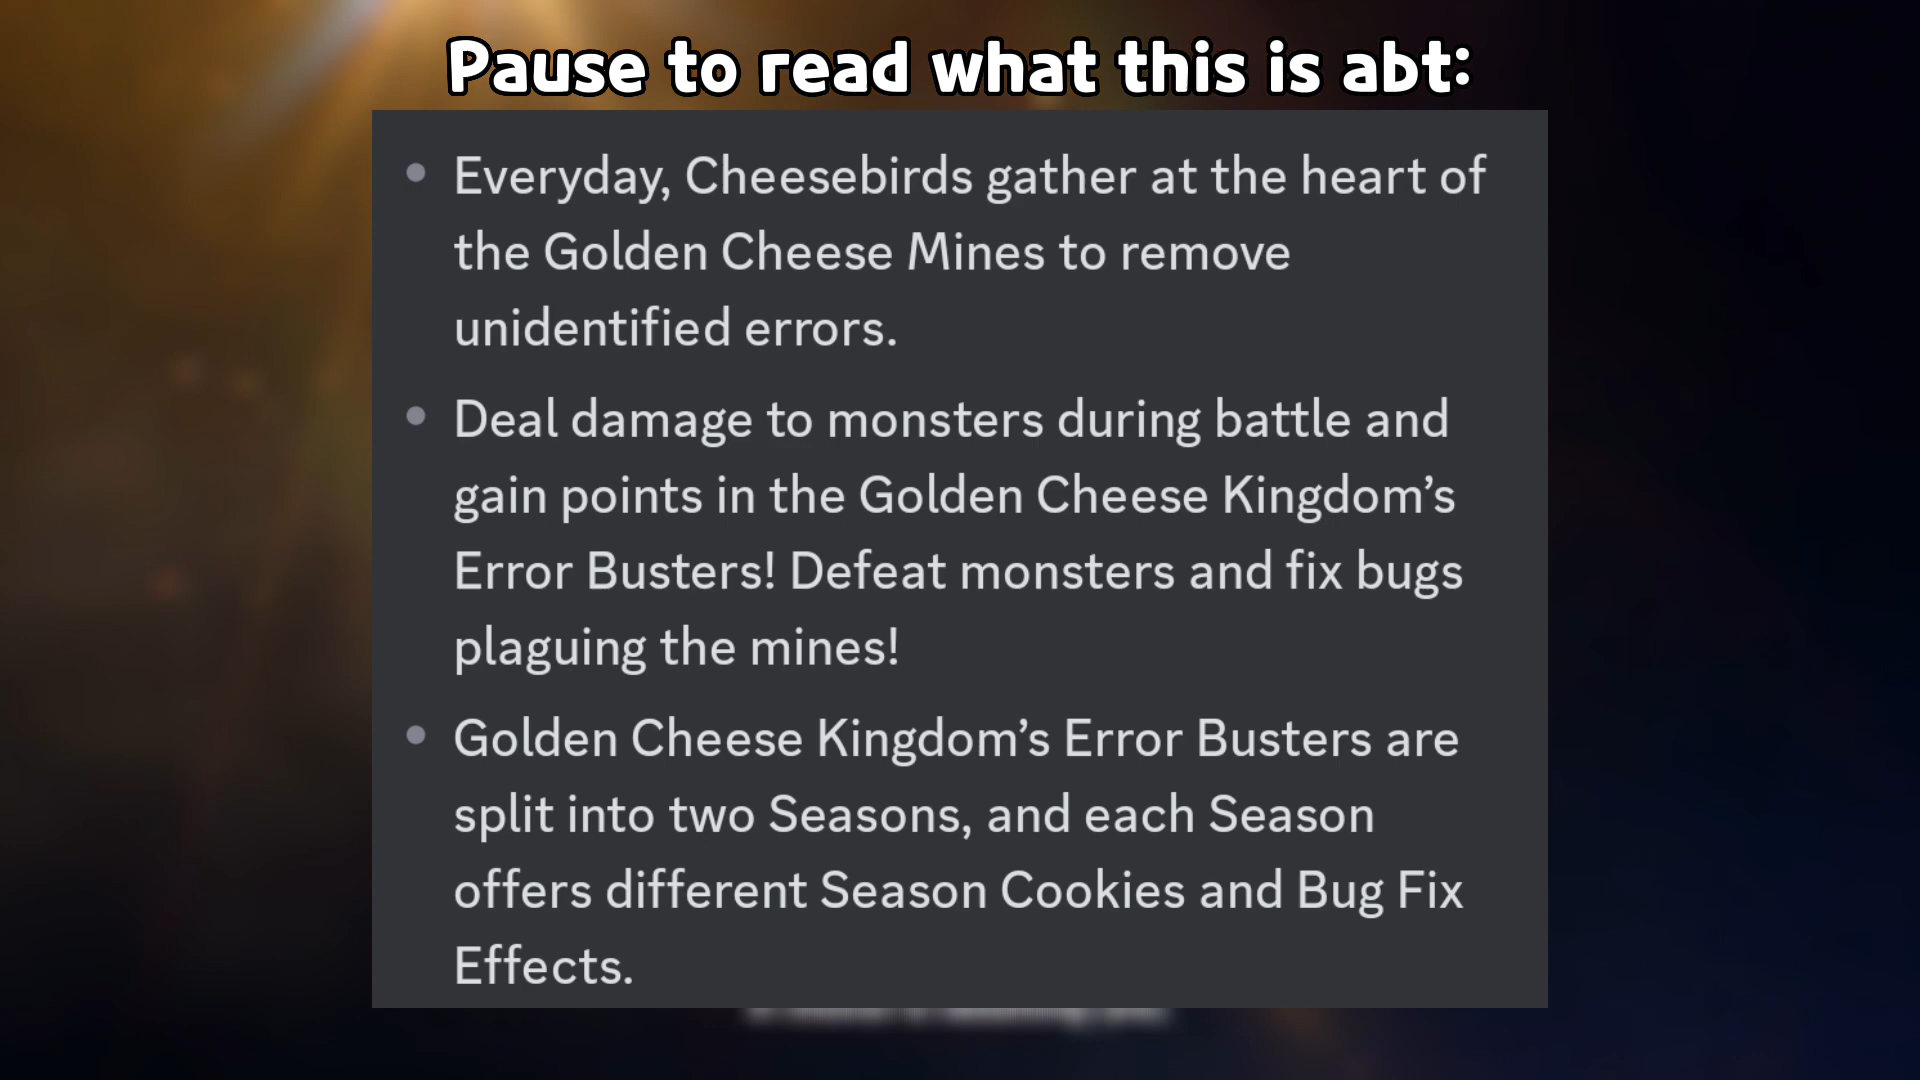 Pause to read what this is abt:
Everyday, Cheesebirds gather at the heart of
the Golden Cheese Mines to remove
unidentified errors.
Deal damage to monsters during battle and
gain points in the Golden Cheese Kingdom’s
Error Busters! Defeat monsters and fix bugs
plaguing the mines!
Golden Cheese Kingdom’s Error Busters are
split into two Seasons, and each Season
offers different Season Cookies and Bug Fix
Effects.